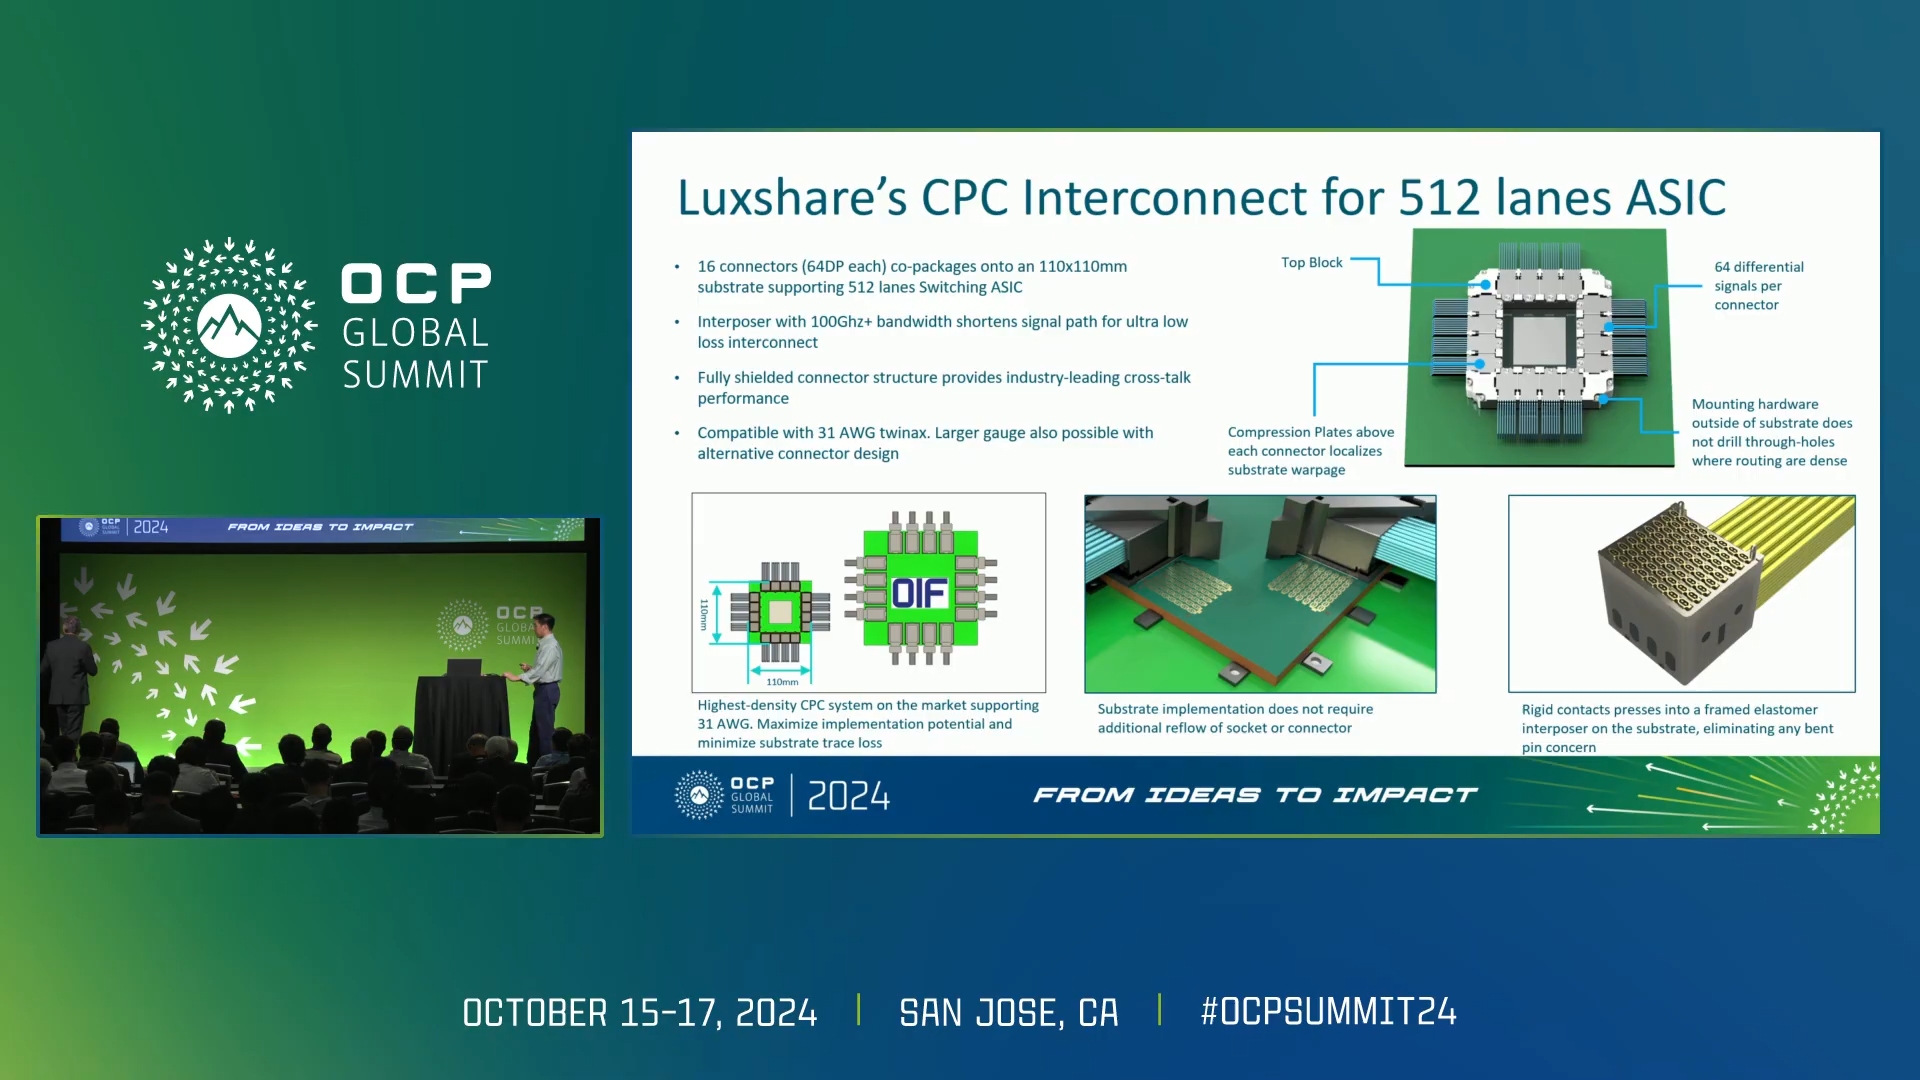 OCP
GLOBAL
SUMMIT
OCP
GLOBAL
SUMMIT
2024
FROM IDEAS TO IMPACT
OCP
GLOBAL
SUMMIT
Luxshare's CPC Interconnect for 512 lanes ASIC
• 16 connectors (64DP each) co-packages onto an 110x110mm
substrate supporting 512 lanes Switching ASIC
• Interposer with 100Ghz+ bandwidth shortens signal path for ultra low
loss interconnect
• Fully shielded connector structure provides industry-leading cross-talk
performance
• Compatible with 31 AWG twinax. Larger gauge also possible with
alternative connector design
Top Block
64 differential
signals per
connector
Compression Plates above
each connector localizes
substrate warpage
Mounting hardware
outside of substrate does
not drill through-holes
where routing are dense
110mm
110mm
OIF
Highest-density CPC system on the market supporting
31 AWG. Maximize implementation potential and
minimize substrate trace loss
Substrate implementation does not require
additional reflow of socket or connector
Rigid contacts presses into a framed elastomer
interposer on the substrate, eliminating any bent
pin concern
OCP
GLOBAL
SUMMIT
2024
FROM IDEAS TO IMPACT
OCTOBER 15-17, 2024 | SAN JOSE, CA | #OCPSUMMIT24